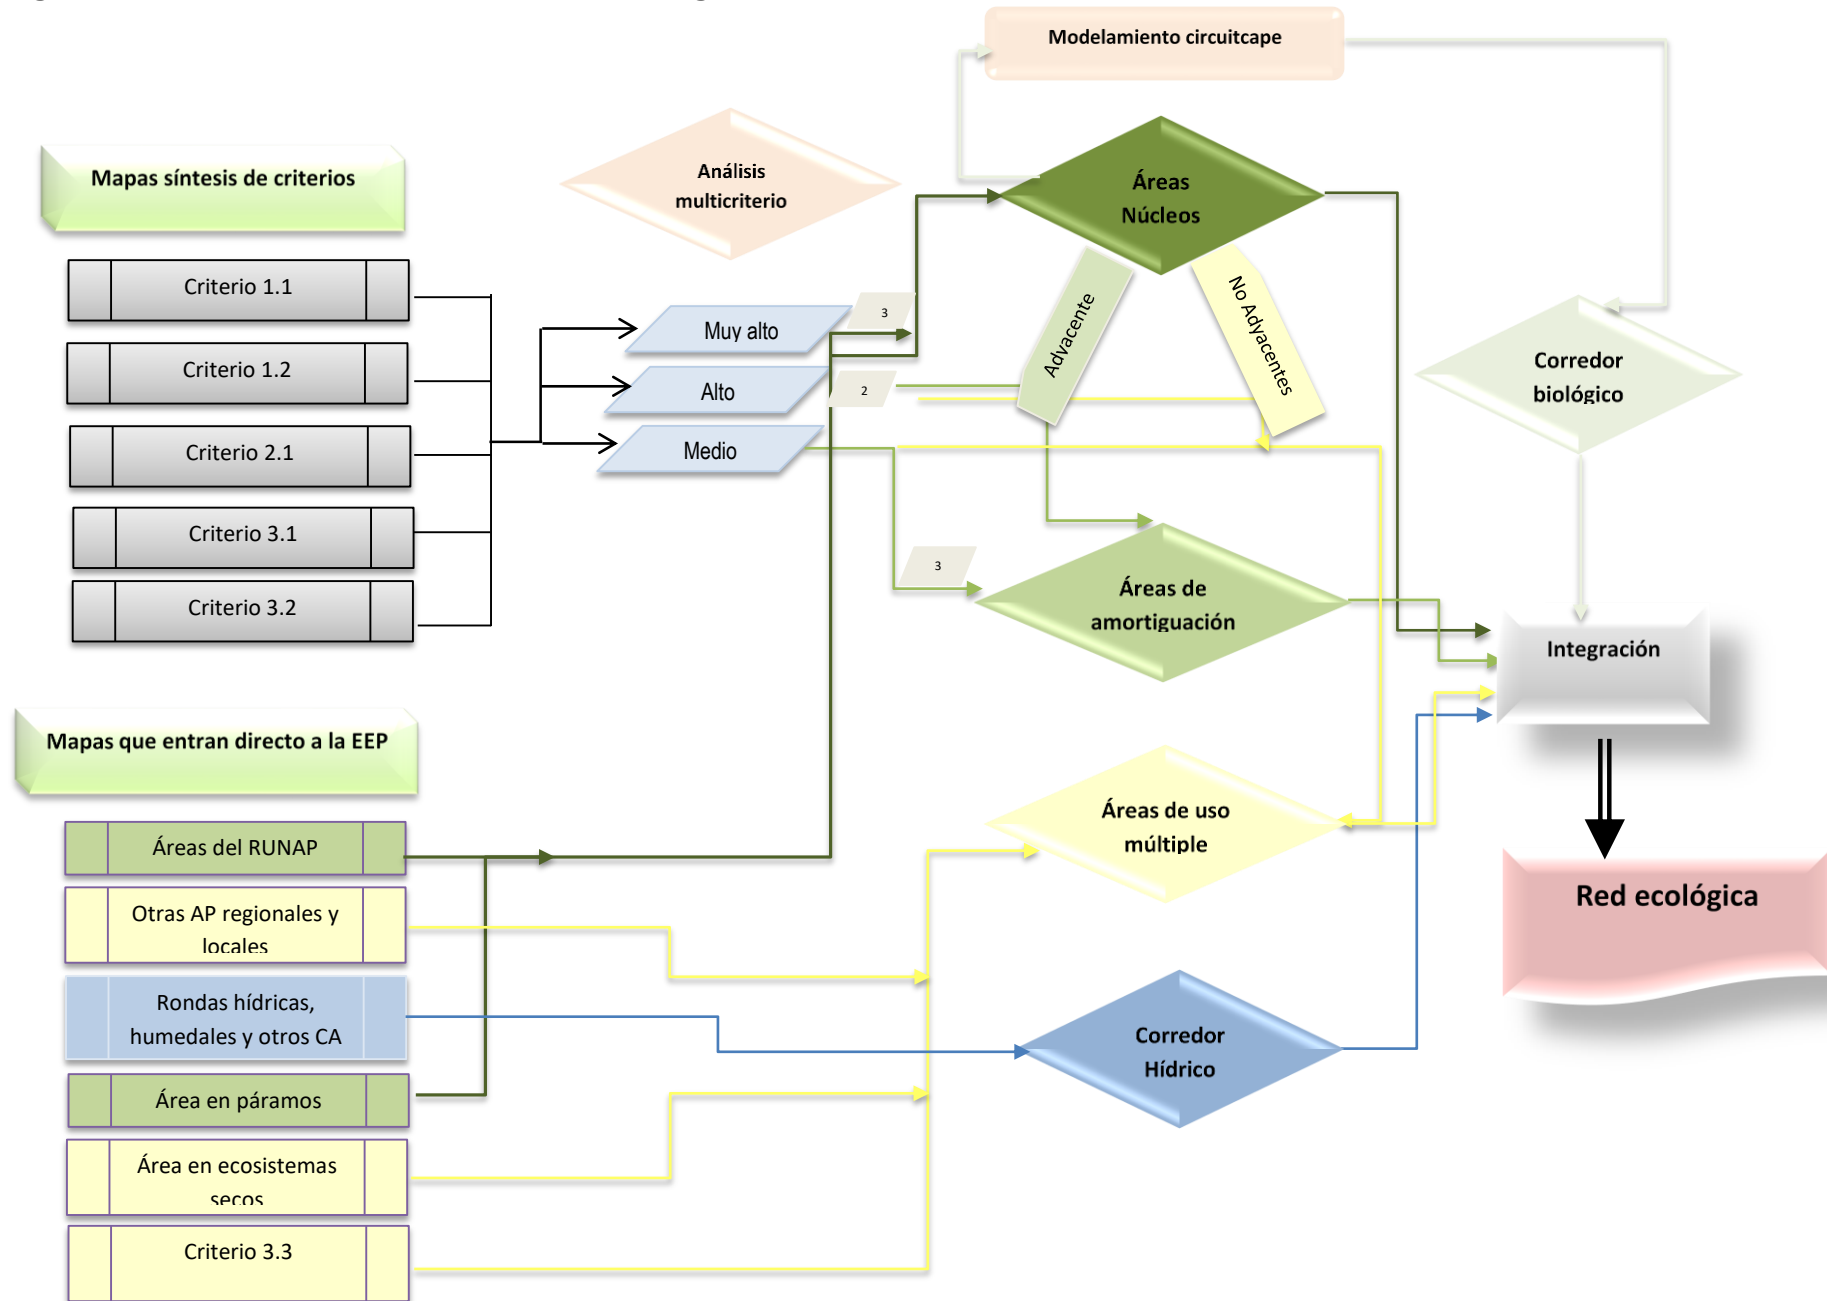 Modelamiento circuitcape
Análisis
multicriterio
Áreas
Núcleos
Mapas síntesis de criterios
Criterio 1.1
Criterio 1.2
Criterio 2.1
Criterio 3.1
Criterio 3.2
Muy alto
3
Alto
2
Medio
Advacente
No Adyacentes
Corredor
biológico
3
Áreas de
amortiguación
Integración
Mapas que entran directo a la EEP
Áreas del RUNAP
Otras AP regionales y
locales
Rondas hídricas,
humedales y otros CA
Área en páramos
Área en ecosistemas
secos
Criterio 3.3
Áreas de uso
múltiple
Corredor
Hídrico
Red ecológica